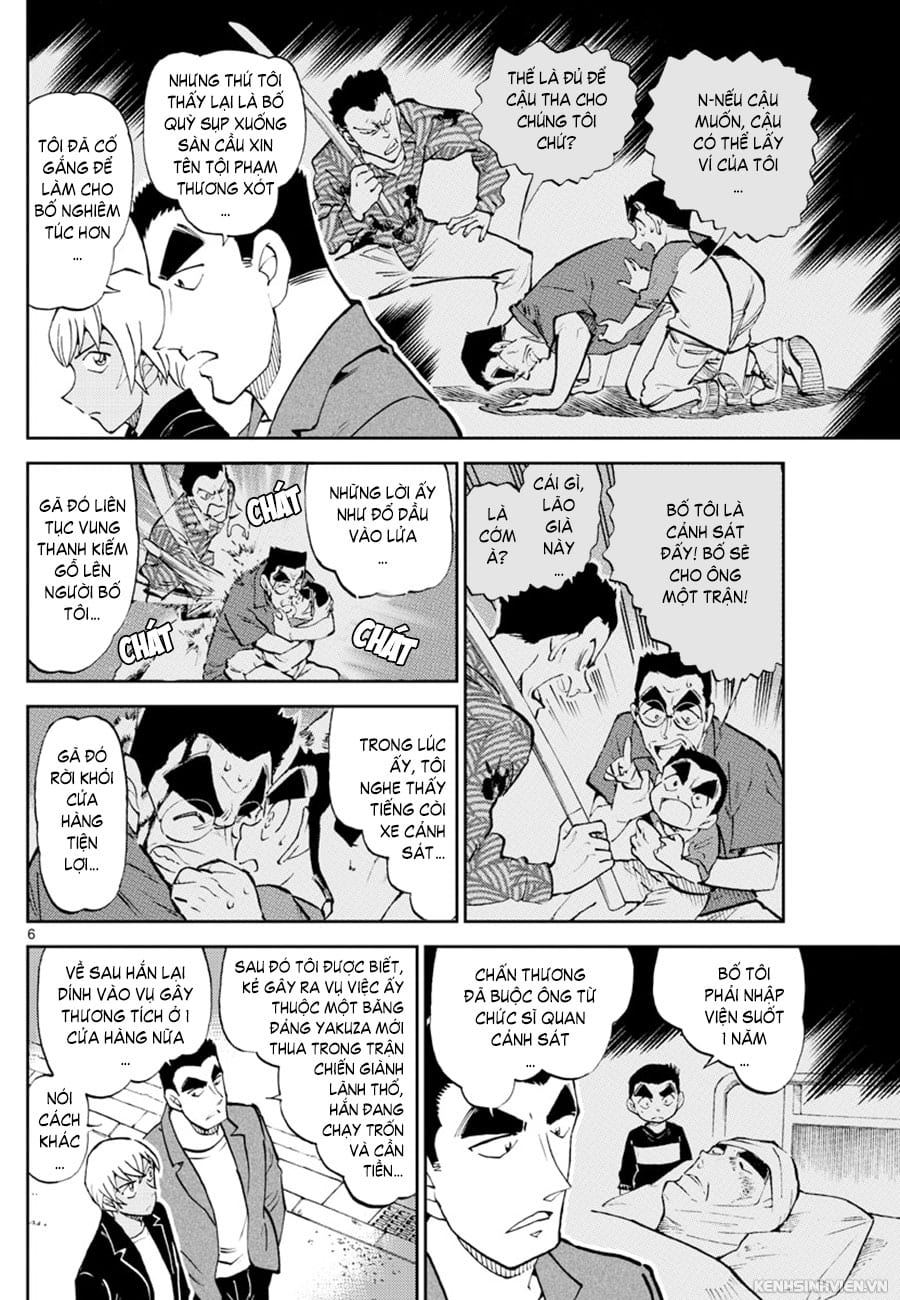 N-NẾU CẬU
MUỐN, CẬU
CÓ THỂ LẤY
VÍ CỦA TÔI
...
THẾ LÀ ĐỦ ĐỂ
CẬU THA CHO
CHÚNG TÔI
CHỨ?
NHƯNG THỨ TÔI
THẤY LẠI LÀ BỐ
QUỲ SỤP XUỐNG
SÀN CẦU XIN
TÊN TỘI PHẠM
THƯƠNG XÓT
...
TÔI ĐÃ CỐ
GẮNG ĐỂ
LÀM CHO
BỐ NGHIÊM
TÚC HƠN
...
BỐ TÔI LÀ
CẢNH SÁT
ĐẤY! BỐ SẼ
CHO ÔNG
MỘT TRẬN!
CÁI GÌ,
LÃO
GIÀ NÀY
...
LÀ
CỚM
À?
NHỮNG LỜI ẤY
NHƯ ĐỔ DẦU
VÀO LỬA
...
CHÁT
GÃ ĐÓ LIÊN
TỤC VUNG
THANH KIẾM
GỖ LÊN
NGƯỜI BỐ
TÔI...
CHÁT
CHÁT
TRONG LÚC
ẤY, TÔI
NGHE THẤY
TIẾNG CÒI
XE CẢNH
SÁT...
GÃ ĐÓ
RỜI KHỎI
CỬA
HÀNG
TIỆN
LỢI...
6
BỐ TÔI
PHẢI NHẬP
VIỆN SUỐT
1 NĂM
...
CHẤN THƯƠNG
ĐÃ BUỘC ÔNG TỪ
CHỨC SĨ QUAN
CẢNH SÁT
...
SAU ĐÓ TÔI ĐƯỢC BIẾT,
KẺ GÂY RA VỤ VIỆC ẤY
THUỘC MỘT BĂNG
ĐẢNG YAKUZA MỚI
THUA TRONG TRẬN
CHIẾN GIÀNH
LÃNH THỔ,
HẮN ĐANG
CHẠY TRỐN
VÀ CẦN
TIỀN...
VỀ SAU HẮN LẠI
DÍNH VÀO VỤ GÂY
THƯƠNG TÍCH Ở 1
CỬA HÀNG NỮA
...
NÓI
CÁCH
KHÁC
...
KENHSINHVIEN.VN